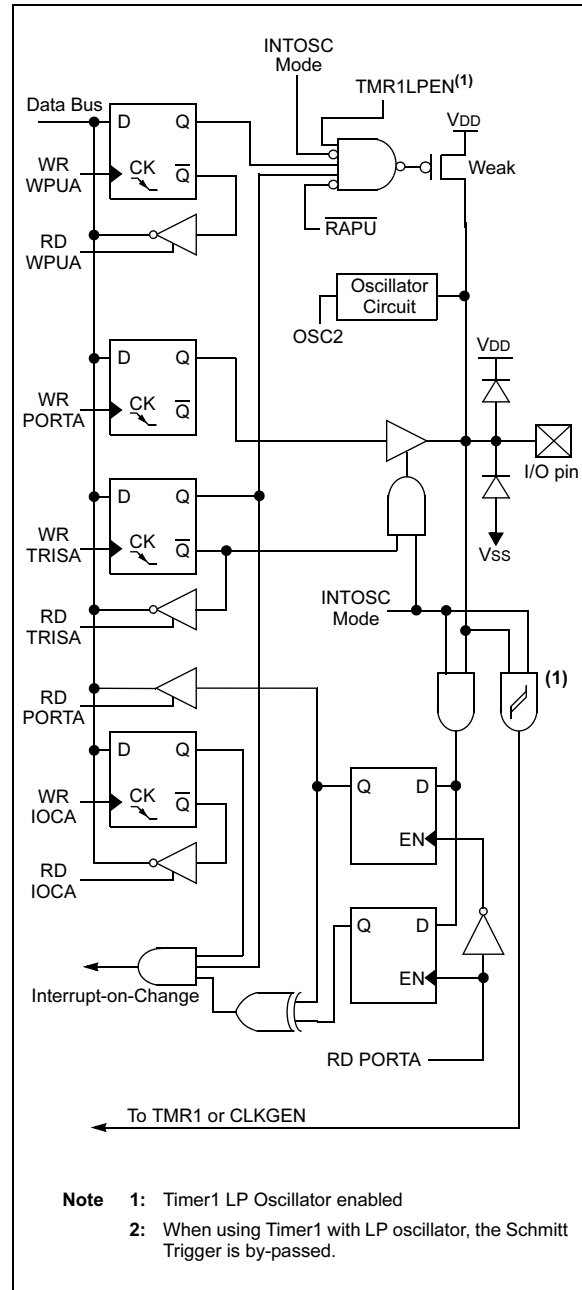 INTOSC
Mode
TMR1LPEN(1)
Data Bus
D Q
VDD
WR
WPUA
CK
Q
Weak
RD
WPUA
RAPU
Oscillator
Circuit
OSC2
VDD
D Q
WR
PORTA
CK
Q
I/O pin
D Q
WR
TRISA
CK
Q
VSS
INTOSC
Mode
RD
TRISA
(1)
RD
PORTA
D Q
WR
IOCA
CK
Q
Q D
EN
RD
IOCA
Q D
EN
Interrupt-on-Change
RD PORTA
To TMR1 or CLKGEN
Note 1: Timer1 LP Oscillator enabled
2: When using Timer1 with LP oscillator, the Schmitt
Trigger is by-passed.